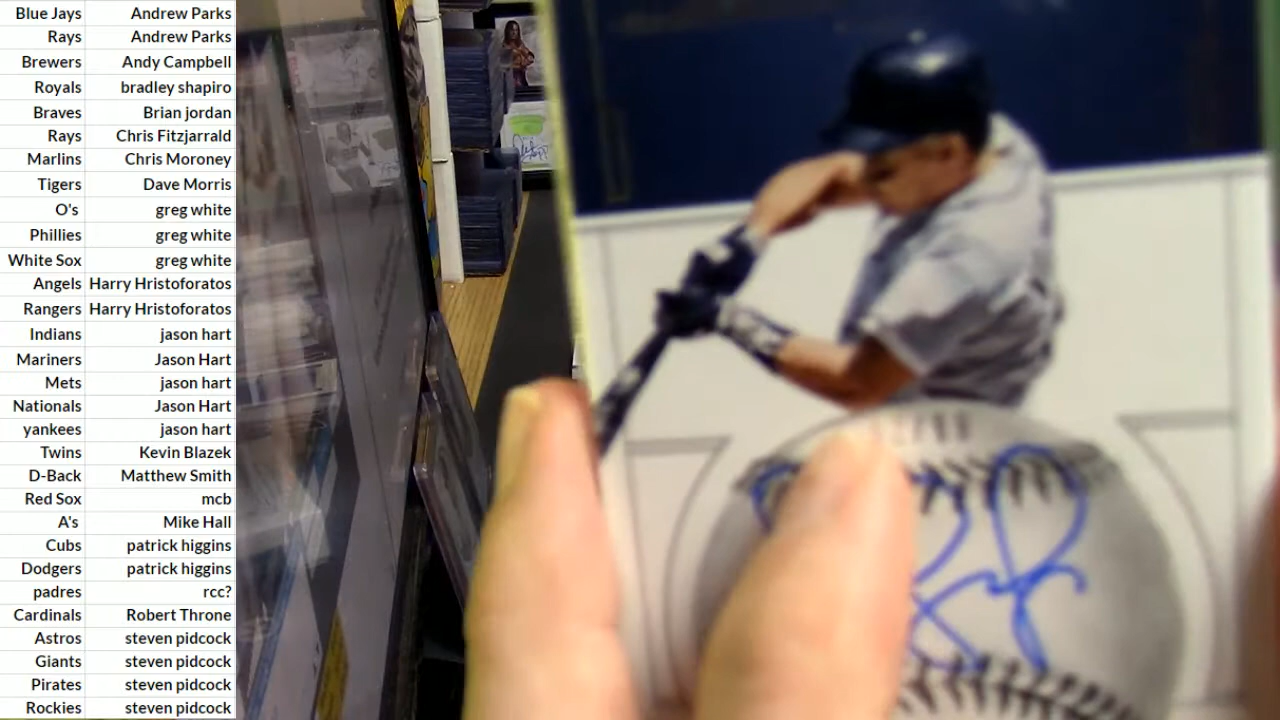 Blue Jays Andrew Parks
Rays Andrew Parks
Brewers Andy Campbell
Royals bradley shapiro
Braves Brian jordan
Rays Chris Fitzjarrald
Marlins Chris Moroney
Tigers Dave Morris
O's greg white
Phillies greg white
White Sox greg white
Angels Harry Hristoforatos
Rangers Harry Hristoforatos
Indians jason hart
Mariners Jason Hart
Mets jason hart
Nationals Jason Hart
yankees jason hart
Twins Kevin Blazek
D-Back Matthew Smith
Red Sox mcb
A's Mike Hall
Cubs patrick higgins
Dodgers patrick higgins
padres rcc?
Cardinals Robert Throne
Astros steven pidcock
Giants steven pidcock
Pirates steven pidcock
Rockies steven pidcock